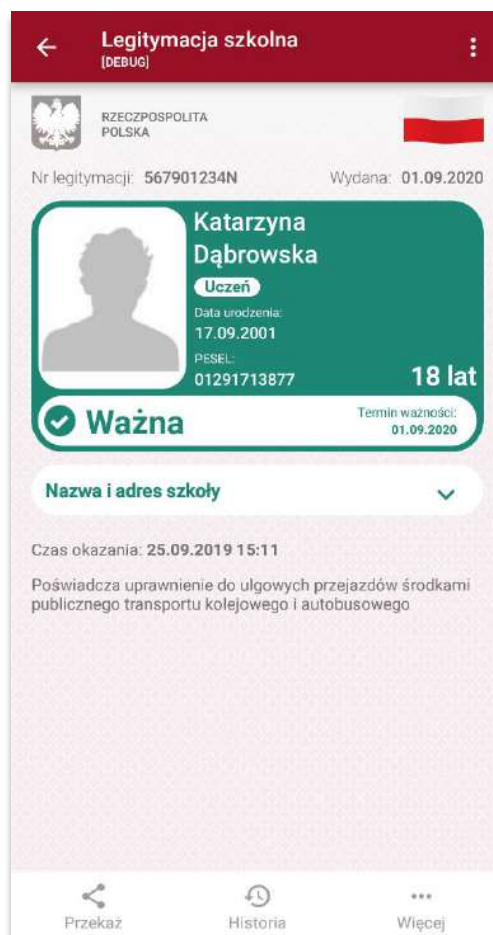 Legitymacja szkolna
[DEBUG]
RZECZPOSPOLITA
POLSKA
Nr legitymacji: 567901234N Wydana: 01.09.2020
Katarzyna
Dąbrowska
Uczeń
Data urodzenia:
17.09.2001
PESEL:
01291713877
18 lat
Ważna
Termin ważności:
01.09.2020
Nazwa i adres szkoły
Czas okazania: 25.09.2019 15:11
Poświadcza uprawnienie do ulgowych przejazdów środkami
publicznego transportu kolejowego i autobusowego
Przekaż Historia Więcej